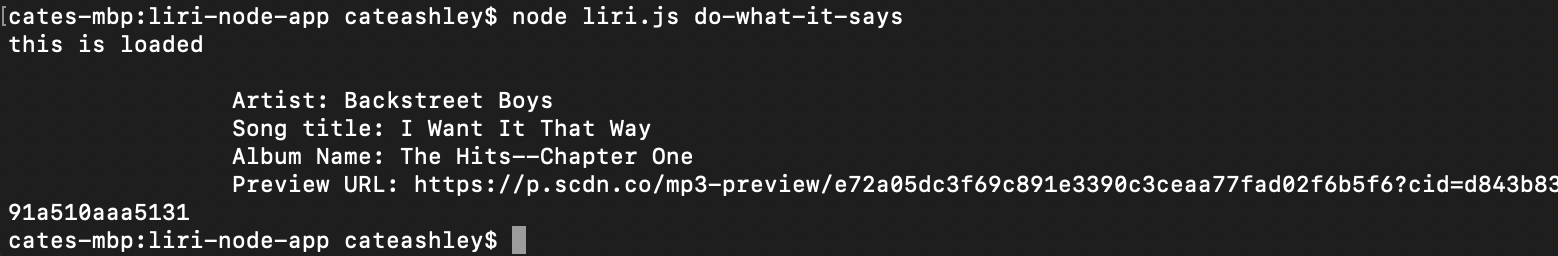 [cates-mbp:liri-node-app cateashley$ node liri.js do-what-it-says
this is loaded
Artist: Backstreet Boys
Song title: I Want It That Way
Album Name: The Hits--Chapter One
Preview URL: https://p.scdn.co/mp3-preview/e72a05dc3f69c891e3390c3ceaa77fad02f6b5f6?cid=d843b83
91a510aaa5131
cates-mbp:liri-node-app cateashley$